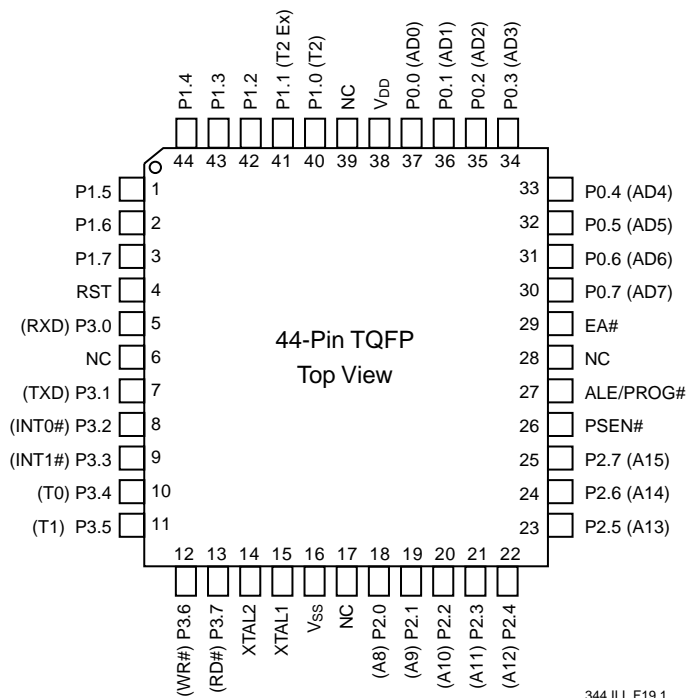 P1.4
P1.3
P1.2
P1.1 (T2 Ex)
P1.0 (T2)
NC
VDD
P0.0 (AD0)
P0.1 (AD1)
P0.2 (AD2)
P0.3 (AD3)
44 43 42 41 40 39 38 37 36 35 34
P1.5 1
P1.6 2
P1.7 3
RST 4
(RXD) P3.0 5
NC 6
(TXD) P3.1 7
(INT0#) P3.2 8
(INT1#) P3.3 9
(T0) P3.4 10
(T1) P3.5 11
44-Pin TQFP
Top View
33 P0.4 (AD4)
32 P0.5 (AD5)
31 P0.6 (AD6)
30 P0.7 (AD7)
29 EA#
28 NC
27 ALE/PROG#
26 PSEN#
25 P2.7 (A15)
24 P2.6 (A14)
23 P2.5 (A13)
12 13 14 15 16 17 18 19 20 21 22
(WR#) P3.6
(RD#) P3.7
XTAL2
XTAL1
VSS
NC
(A8) P2.0
(A9) P2.1
(A10) P2.2
(A11) P2.3
(A12) P2.4
344 ILL F19.1